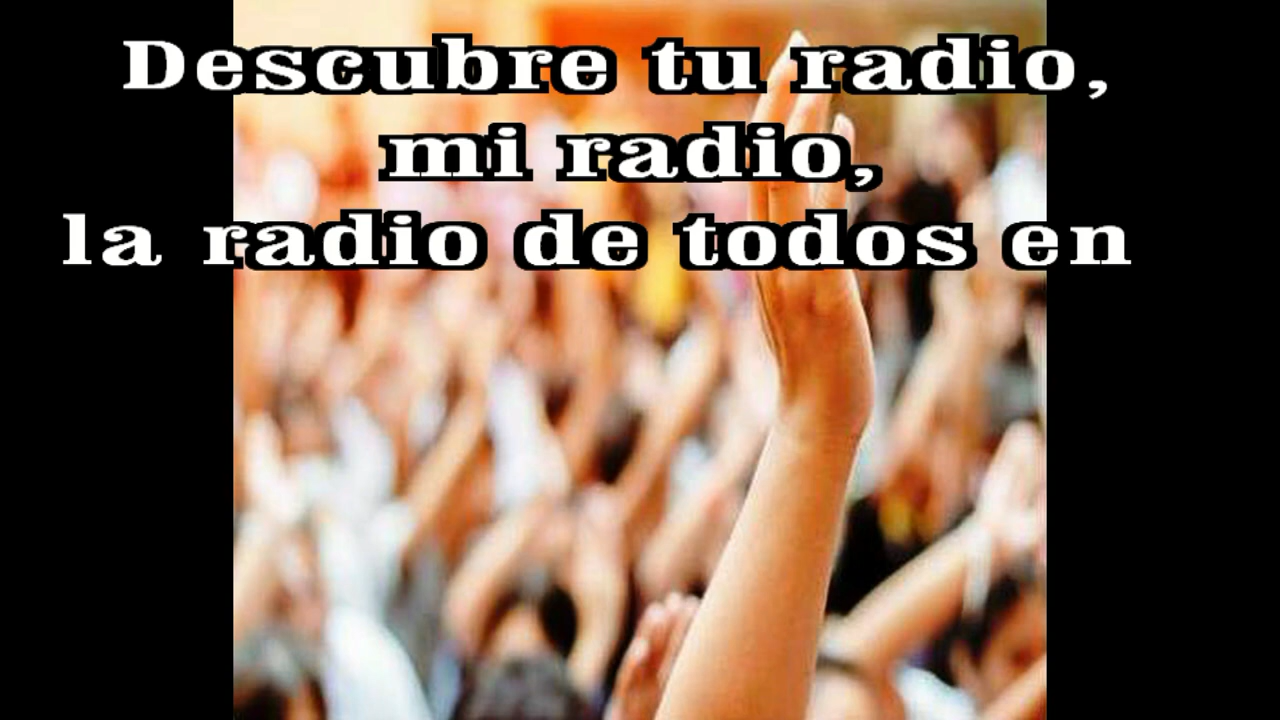 Descubre tu radio,
mi radio,
la radio de todos en